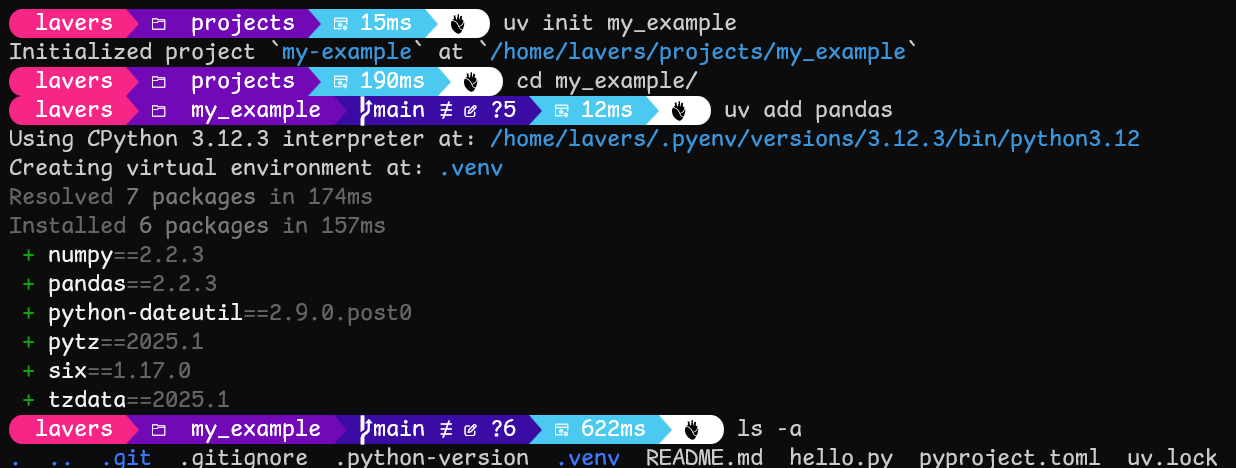 lavers projects 15ms uv init my_example
Initialized project `my-example` at `/home/lavers/projects/my_example`
lavers projects 190ms cd my_example/
lavers my_example main ≢ ?5 12ms uv add pandas
Using CPython 3.12.3 interpreter at: /home/lavers/.pyenv/versions/3.12.3/bin/python3.12
Creating virtual environment at: .venv
Resolved 7 packages in 174ms
Installed 6 packages in 157ms
+ numpy==2.2.3
+ pandas==2.2.3
+ python-dateutil==2.9.0.post0
+ pytz==2025.1
+ six==1.17.0
+ tzdata==2025.1
lavers my_example main ≢ ?6 622ms ls -a
. .. .git .gitignore .python-version .venv README.md hello.py pyproject.toml uv.lock